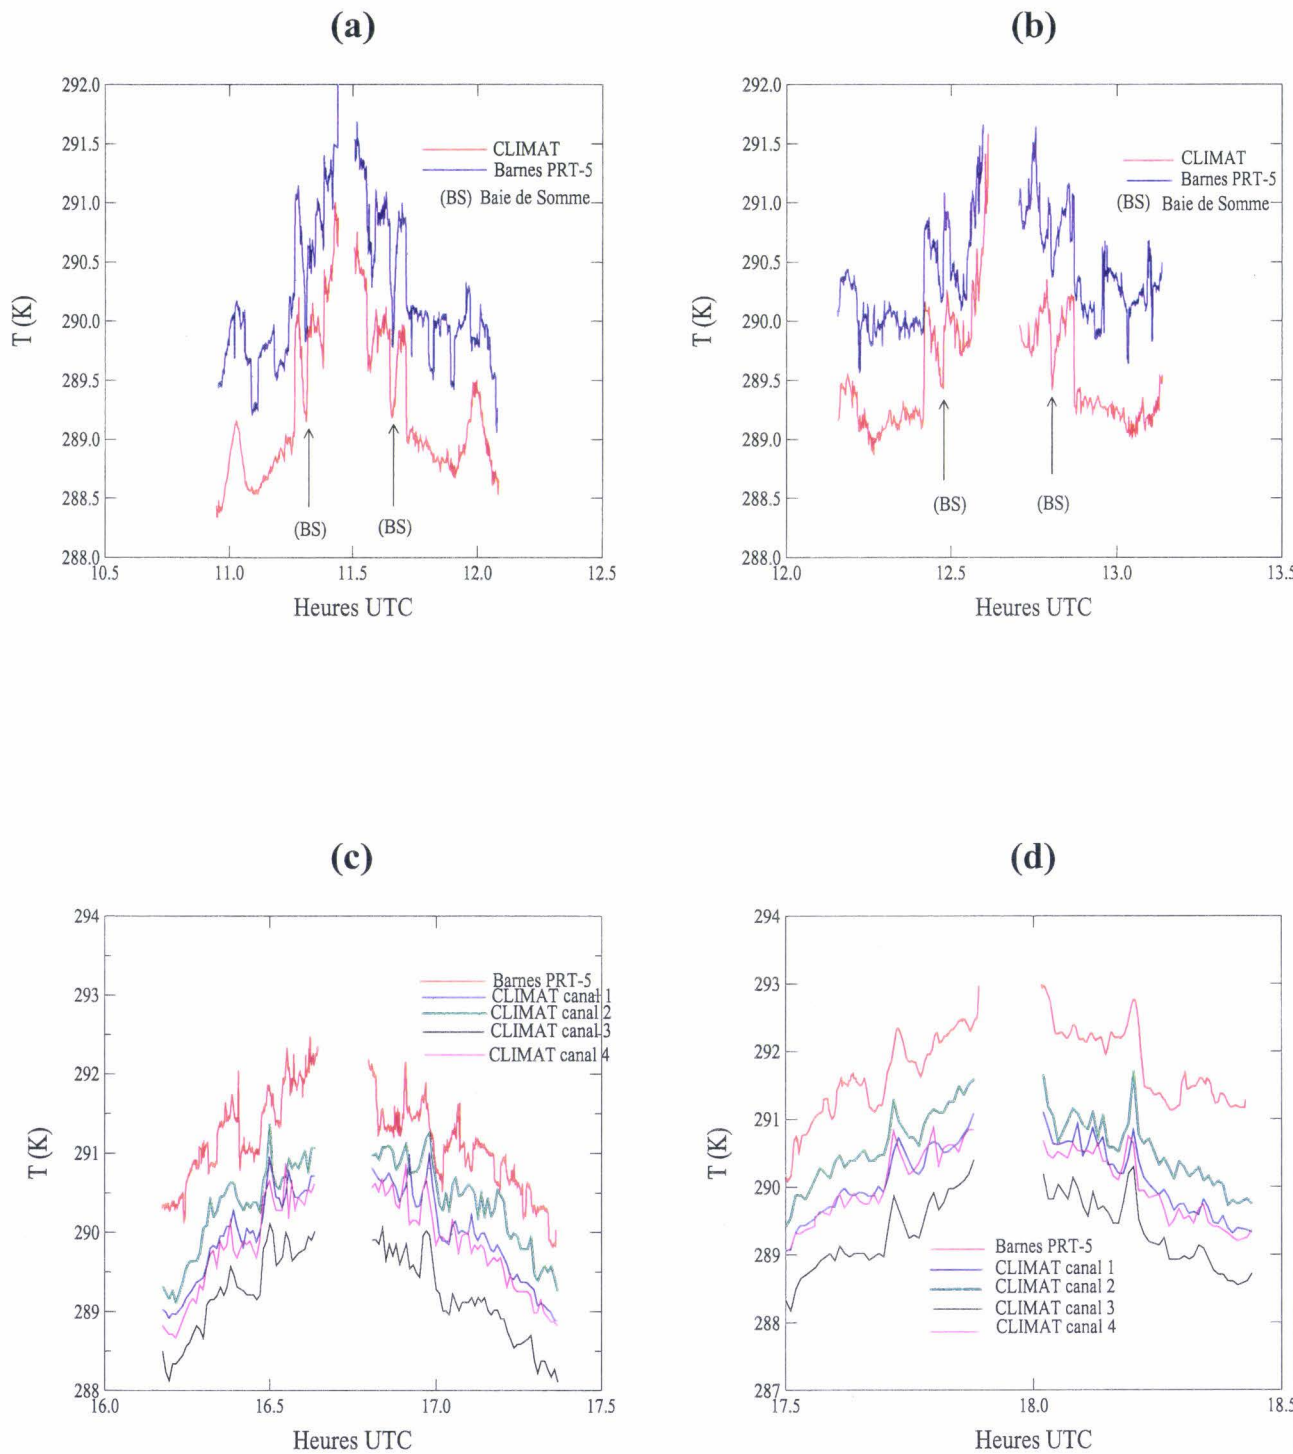 (a)
292.0
291.5
291.0
290.5
290.0
289.5
289.0
288.5
288.0
T (K)
CLIMAT
Barnes PRT-5
(BS) Baie de Somme
(BS)
(BS)
10.5 11.0 11.5 12.0 12.5
Heures UTC
(b)
292.0
291.5
291.0
290.5
290.0
289.5
289.0
288.5
288.0
T (K)
CLIMAT
Barnes PRT-5
(BS) Baie de Somme
(BS)
(BS)
12.0 12.5 13.0 13.5
Heures UTC
(c)
294
293
292
291
290
289
288
T (K)
Barnes PRT-5
CLIMAT canal 1
CLIMAT canal 2
CLIMAT canal 3
CLIMAT canal 4
16.0 16.5 17.0 17.5
Heures UTC
(d)
294
293
292
291
290
289
288
287
T (K)
Barnes PRT-5
CLIMAT canal 1
CLIMAT canal 2
CLIMAT canal 3
CLIMAT canal 4
17.5 18.0 18.5
Heures UTC